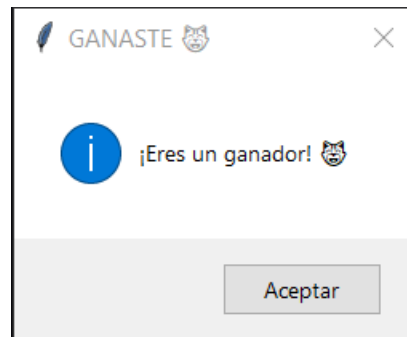 GANASTE 😹
¡Eres un ganador! 😹
Aceptar